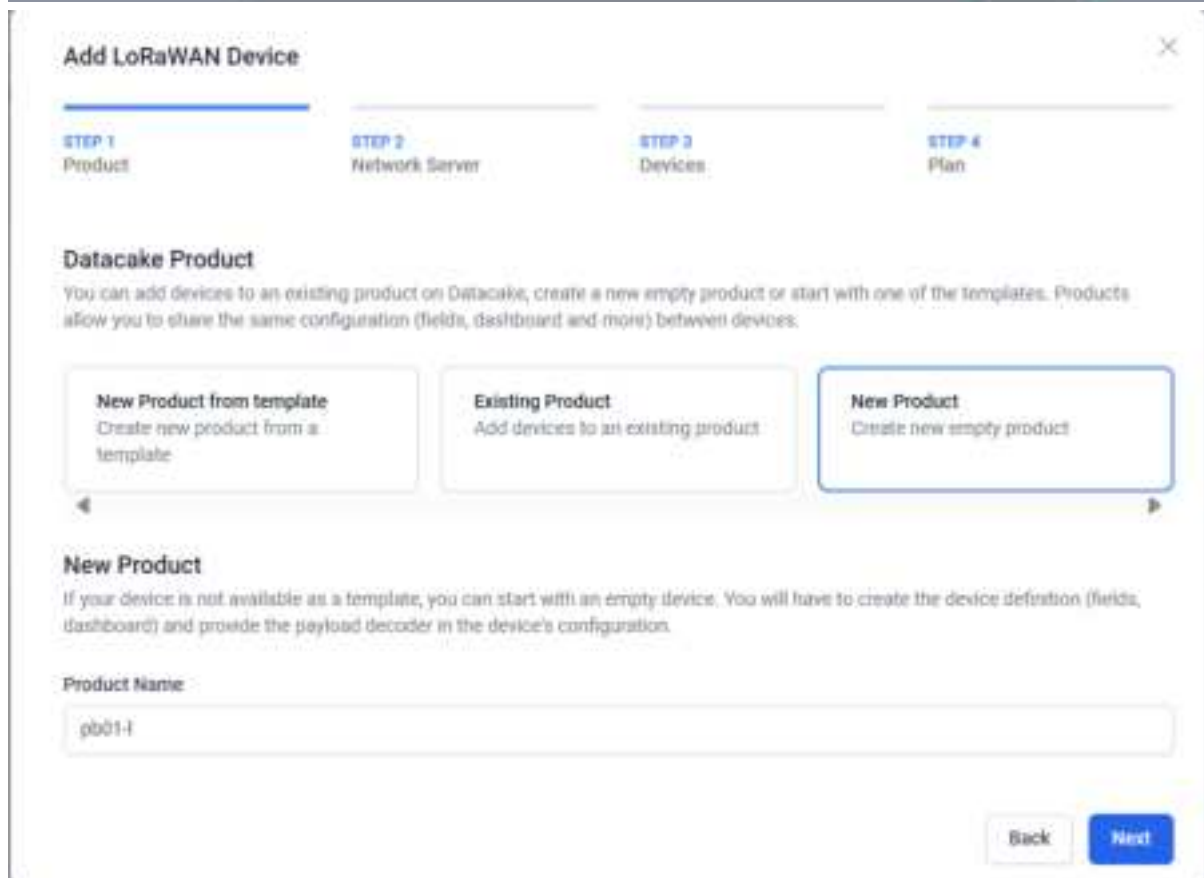 Add LoRaWAN Device
STEP 1
Product
STEP 2
Network Server
STEP 3
Devices
STEP 4
Plan
Datacake Product
You can add devices to an existing product on Datacake, create a new empty product or start with one of the templates. Products
allow you to share the same configuration (fields, dashboard and more) between devices.
New Product from template
Create new product from a
template
Existing Product
Add devices to an existing product
New Product
Create new empty product
New Product
If your device is not available as a template, you can start with an empty device. You will have to create the device definition (fields,
dashboard) and provide the payload decoder in the device's configuration.
Product Name
pb01-l
Back
Next